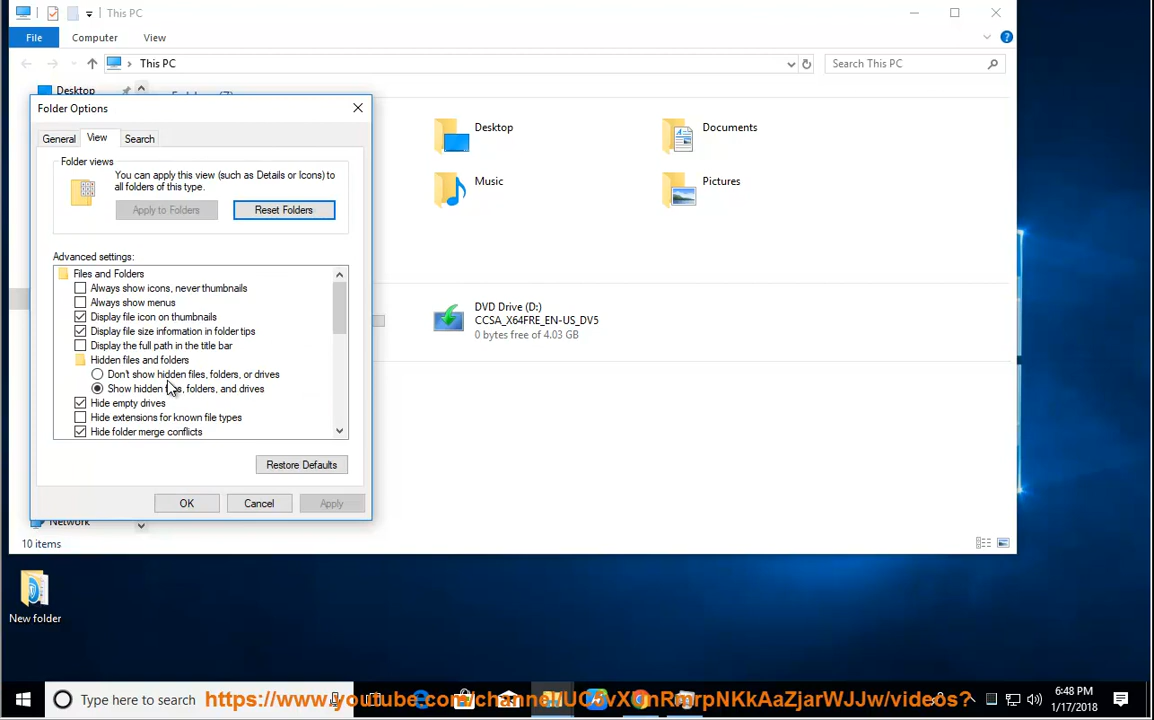 This PC
File
Computer
View
This PC
Search This PC
Desktop
Folder Options
General
View
Search
Folder views
You can apply this view (such as Details or Icons) to
all folders of this type.
Apply to Folders
Reset Folders
Advanced settings:
Files and Folders
Always show icons, never thumbnails
Always show menus
Display file icon on thumbnails
Display file size information in folder tips
Display the full path in the title bar
Hidden files and folders
Don't show hidden files, folders, or drives
Show hidden files, folders, and drives
Hide empty drives
Hide extensions for known file types
Hide folder merge conflicts
Restore Defaults
OK
Cancel
Apply
Desktop
Documents
Music
Pictures
DVD Drive (D:)
CCSA_X64FRE_EN-US_DV5
0 bytes free of 4.03 GB
Network
10 items
New folder
Type here to search
6:48 PM
1/17/2018